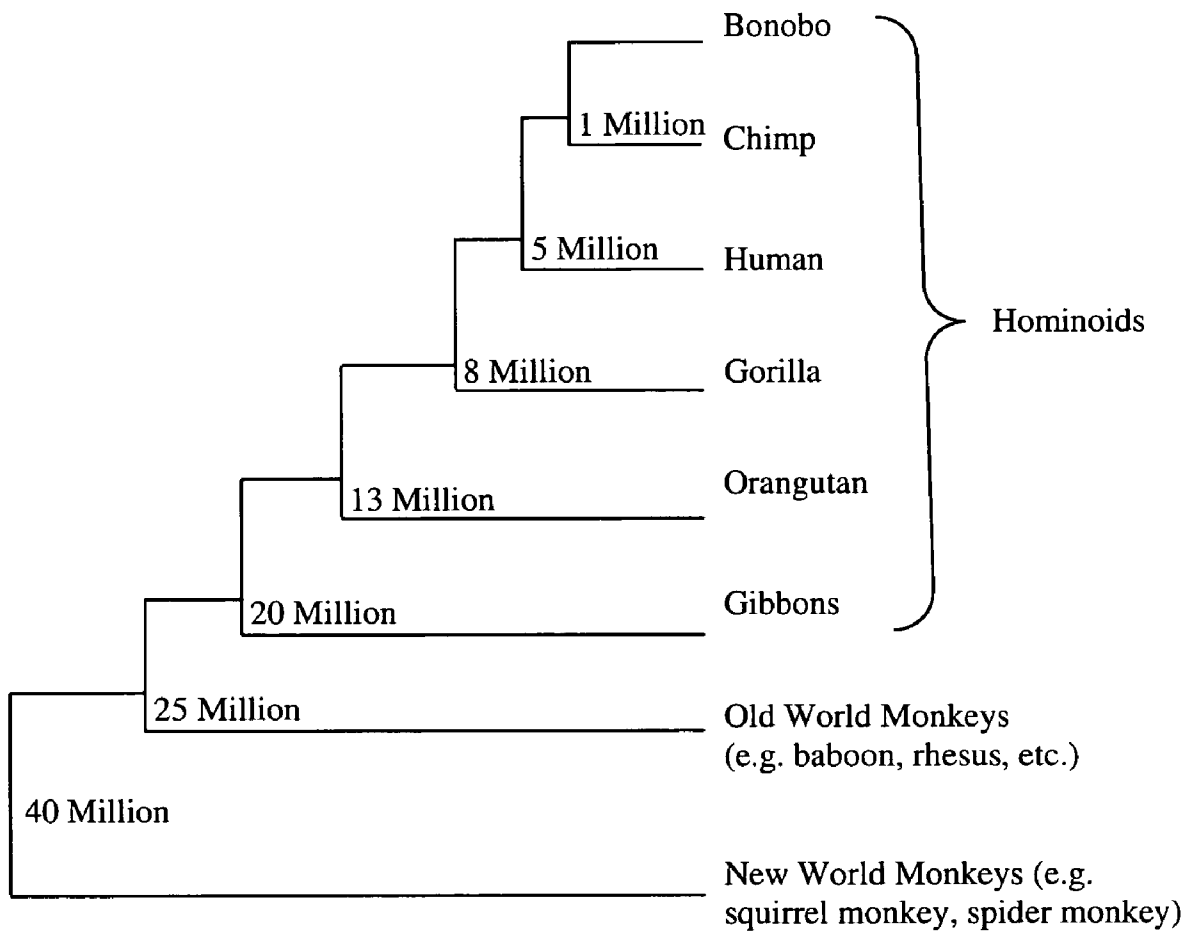 Bonobo
1 Million
Chimp
5 Million
Human
Hominoids
8 Million
Gorilla
13 Million
Orangutan
20 Million
Gibbons
25 Million
Old World Monkeys
(e.g. baboon, rhesus, etc.)
40 Million
New World Monkeys (e.g.
squirrel monkey, spider monkey)